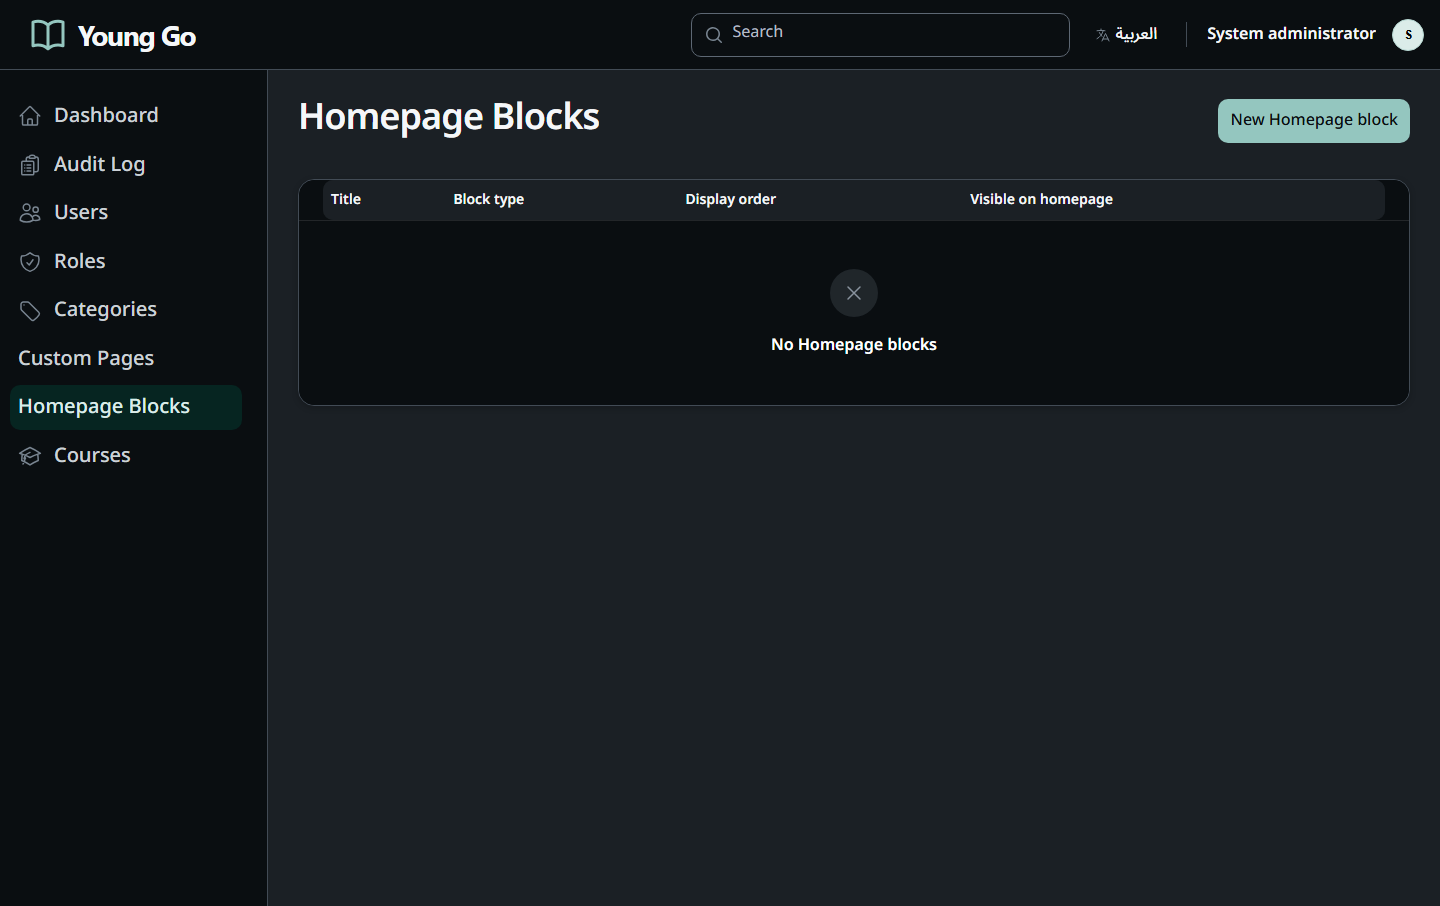 Young Go
Search
العربية
System administrator
S
Dashboard
Audit Log
Users
Roles
Categories
Custom Pages
Homepage Blocks
Courses
Homepage Blocks
New Homepage block
Title Block type Display order Visible on homepage
No Homepage blocks